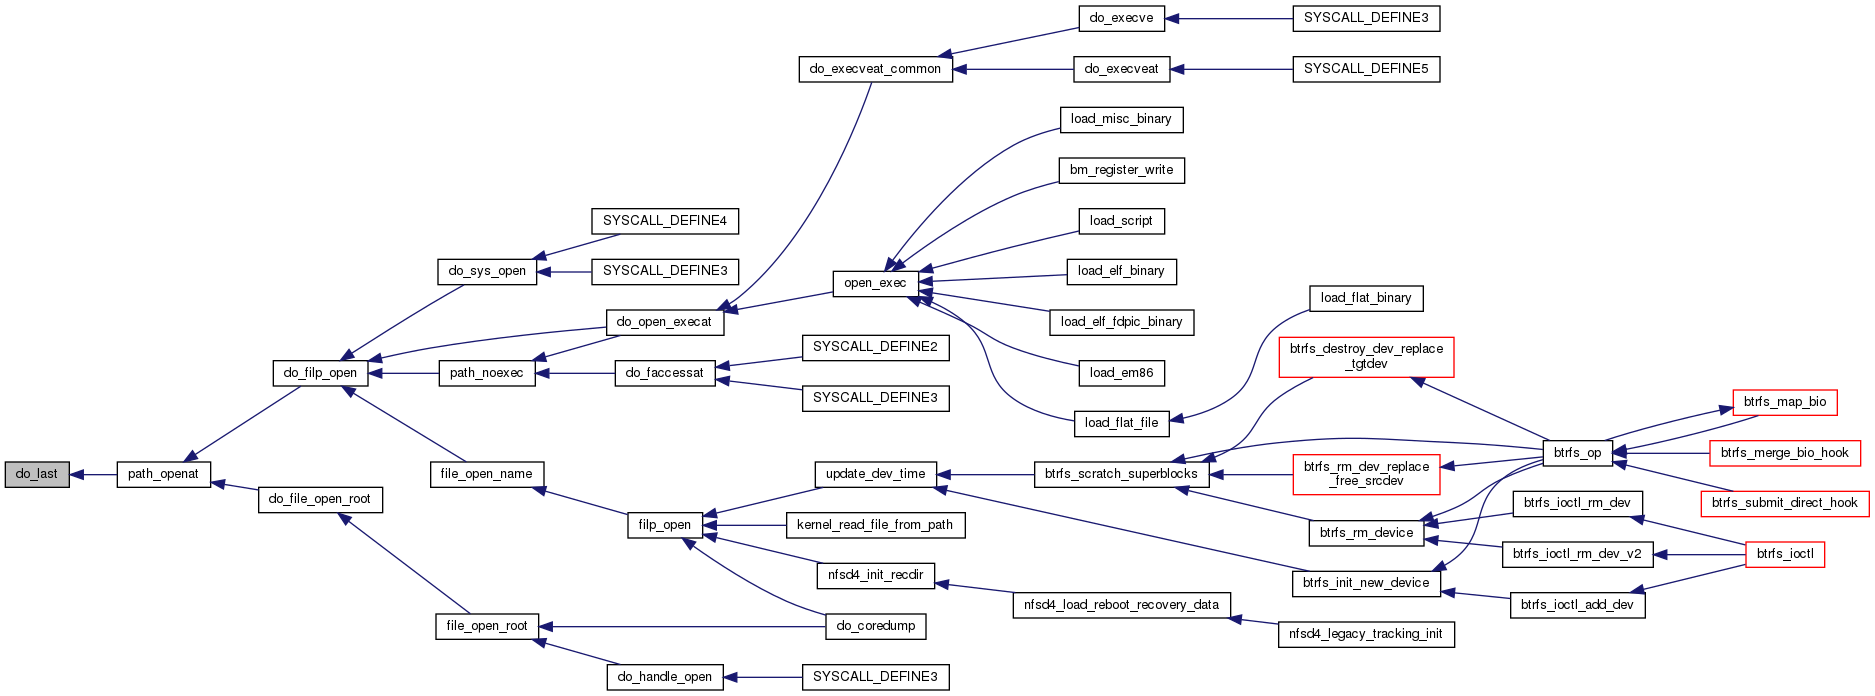 do_execve
SYSCALL_DEFINE3
do_execveat_common
do_execveat
SYSCALL_DEFINE5
load_misc_binary
bm_register_write
SYSCALL_DEFINE4
load_script
do_sys_open
SYSCALL_DEFINE3
open_exec
load_elf_binary
load_flat_binary
do_open_execat
load_elf_fdpic_binary
SYSCALL_DEFINE2
btrfs_destroy_dev_replace
_tgtdev
do_filp_open
path_noexec
do_faccessat
load_em86
SYSCALL_DEFINE3
btrfs_map_bio
load_flat_file
btrfs_op
btrfs_merge_bio_hook
do_last
path_openat
file_open_name
update_dev_time
btrfs_scratch_superblocks
btrfs_rm_dev_replace
_free_srcdev
do_file_open_root
btrfs_ioctl_rm_dev
btrfs_submit_direct_hook
filp_open
kernel_read_file_from_path
btrfs_rm_device
btrfs_ioctl_rm_dev_v2
btrfs_ioctl
nfsd4_init_recdir
btrfs_init_new_device
nfsd4_load_reboot_recovery_data
btrfs_ioctl_add_dev
file_open_root
do_coredump
nfsd4_legacy_tracking_init
do_handle_open
SYSCALL_DEFINE3